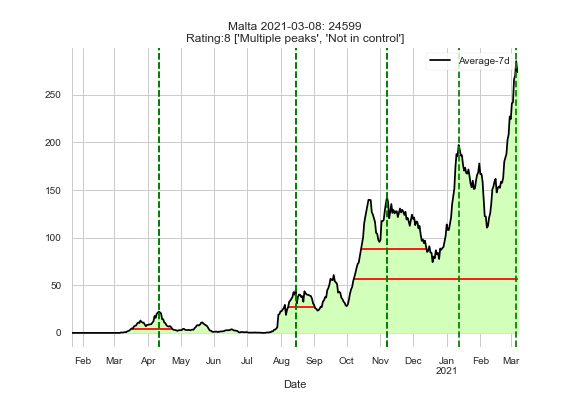 Malta 2021-03-08: 24599
Rating:8 ['Multiple peaks', 'Not in control']
Average-7d
250
200
150
100
50
0
Feb Mar Apr May Jun Jul Aug Sep Oct Nov Dec Jan Feb Mar
2021
Date